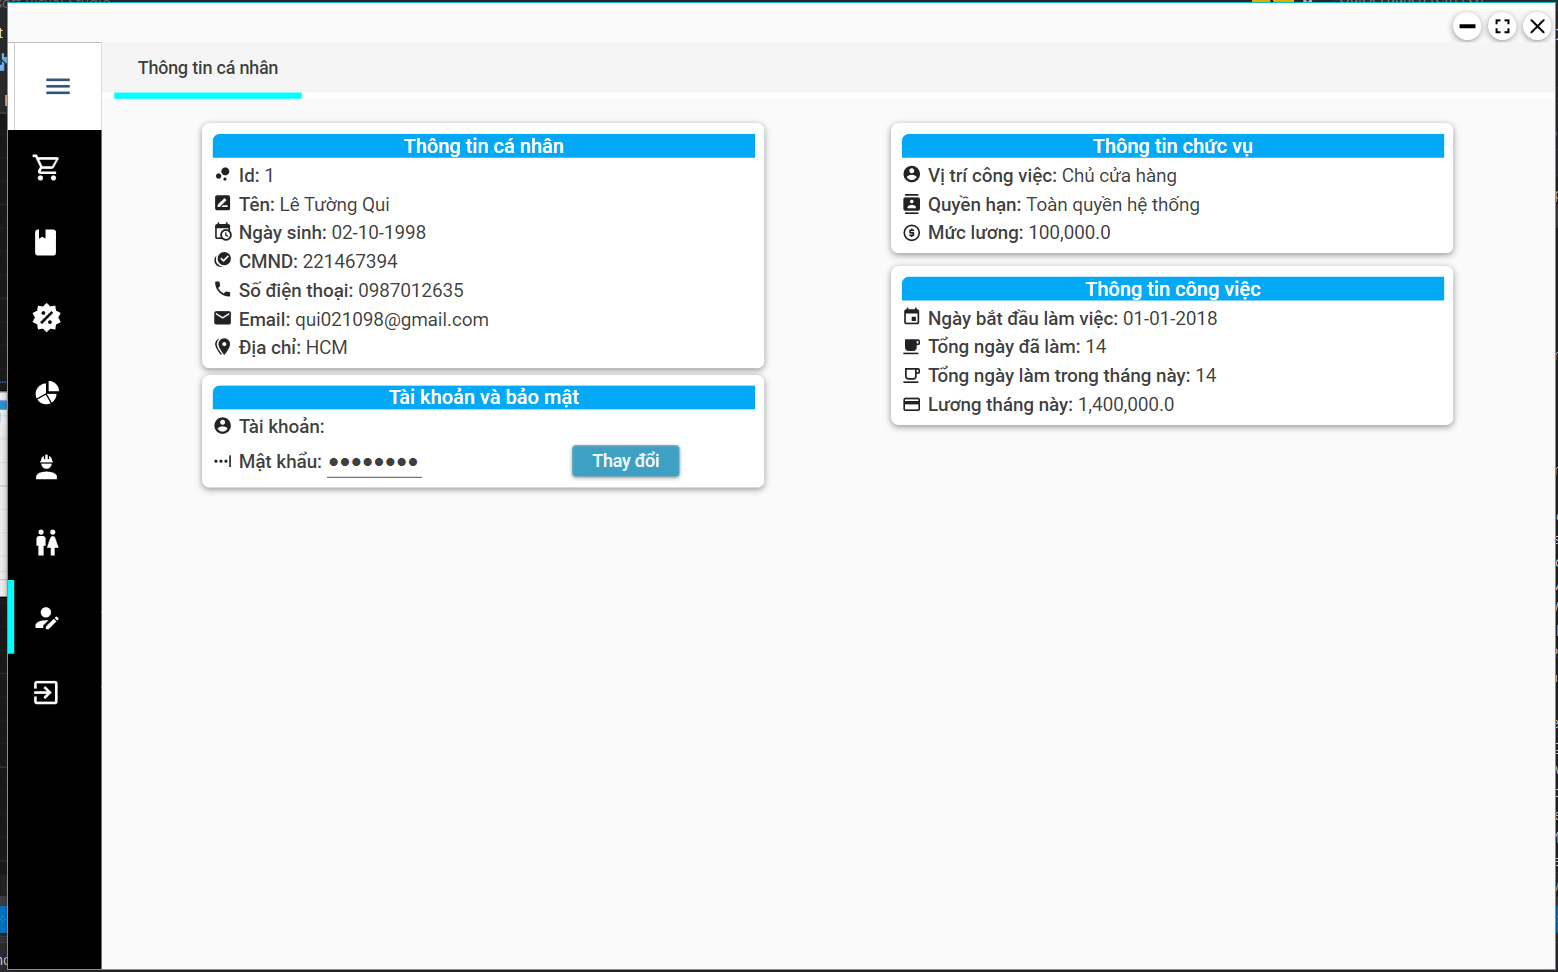 Thông tin cá nhân
Thông tin cá nhân
Id: 1
Tên: Lê Tường Qui
Ngày sinh: 02-10-1998
CMND: 221467394
Số điện thoại: 0987012635
Email: qui021098@gmail.com
Địa chỉ: HCM
Tài khoản và bảo mật
Tài khoản:
Mật khẩu: ●●●●●●●●
Thay đổi
Thông tin chức vụ
Vị trí công việc: Chủ cửa hàng
Quyền hạn: Toàn quyền hệ thống
Mức lương: 100,000.0
Thông tin công việc
Ngày bắt đầu làm việc: 01-01-2018
Tổng ngày đã làm: 14
Tổng ngày làm trong tháng này: 14
Lương tháng này: 1,400,000.0